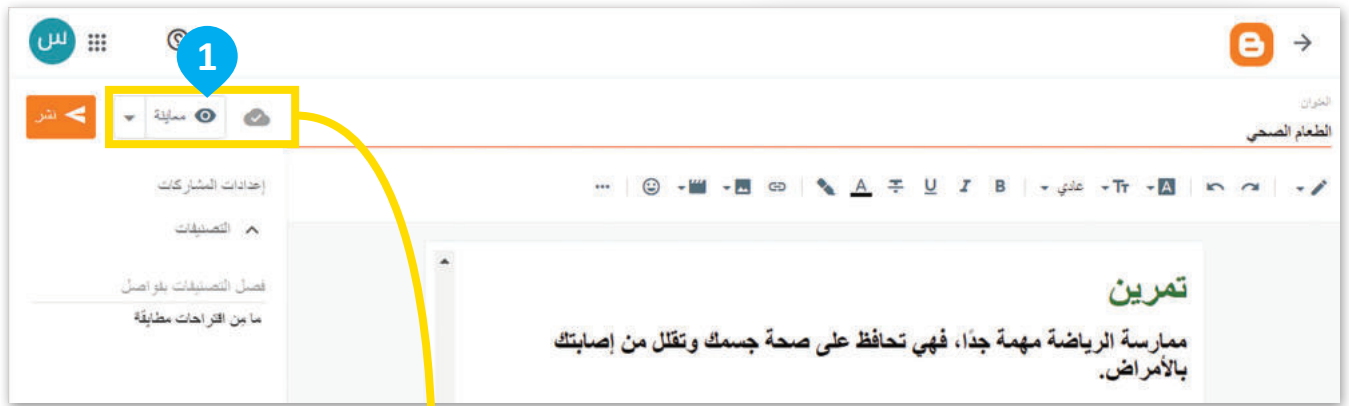 س
1
العنوان
الطعام الصحي
معاينة
نشر
عادي
B I U A
إعدادات المشاركات
التصنيفات
فصل التصنيفات بفواصل
ما من اقتراحات مطابقة
تمرين
ممارسة الرياضة مهمة جدًا، فهي تحافظ على صحة جسمك وتقلل من إصابتك
بالأمراض.